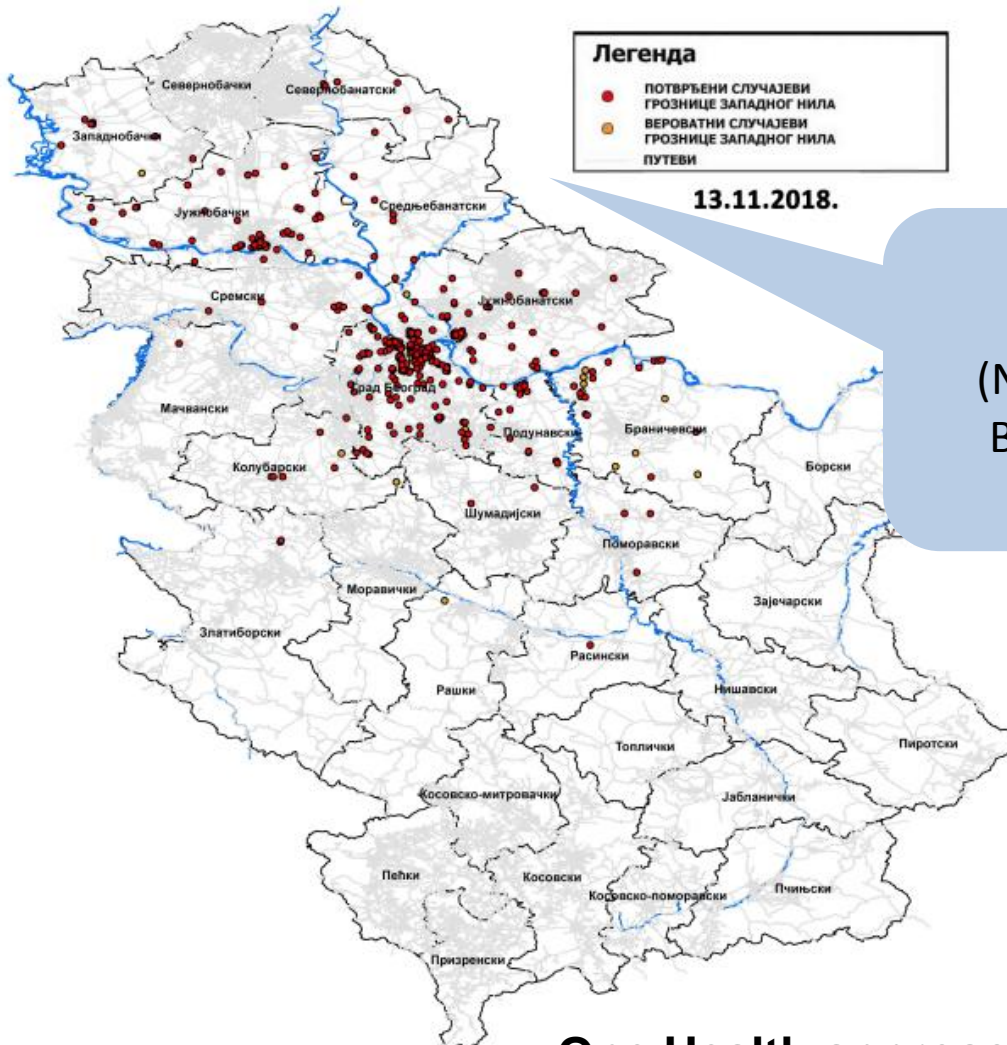 Легенда
ПОТВРЂЕНИ СЛУЧАЈЕВИ
ГРОЗНИЦЕ ЗАПАДНОГ НИЛА
ВЕРОВАТНИ СЛУЧАЈЕВИ
ГРОЗНИЦЕ ЗАПАДНОГ НИЛА
ПУТЕВИ
13.11.2018.
Севернобачки
Севернобанатски
Западнобачки
Јужнобачки
Средњебанатски
Сремски
Јужнобанатски
(N
В
Град Београд
Мачвански
Подунавски
Браничевски
Колубарски
Борски
Шумадијски
Поморавски
Моравички
Зајечарски
Златиборски
Расински
Рашки
Нишавски
Топлички
Пиротски
Косовско-митровачки
Јабланички
Пећки
Косовски
Косовско-поморавски
Пчињски
Призренски